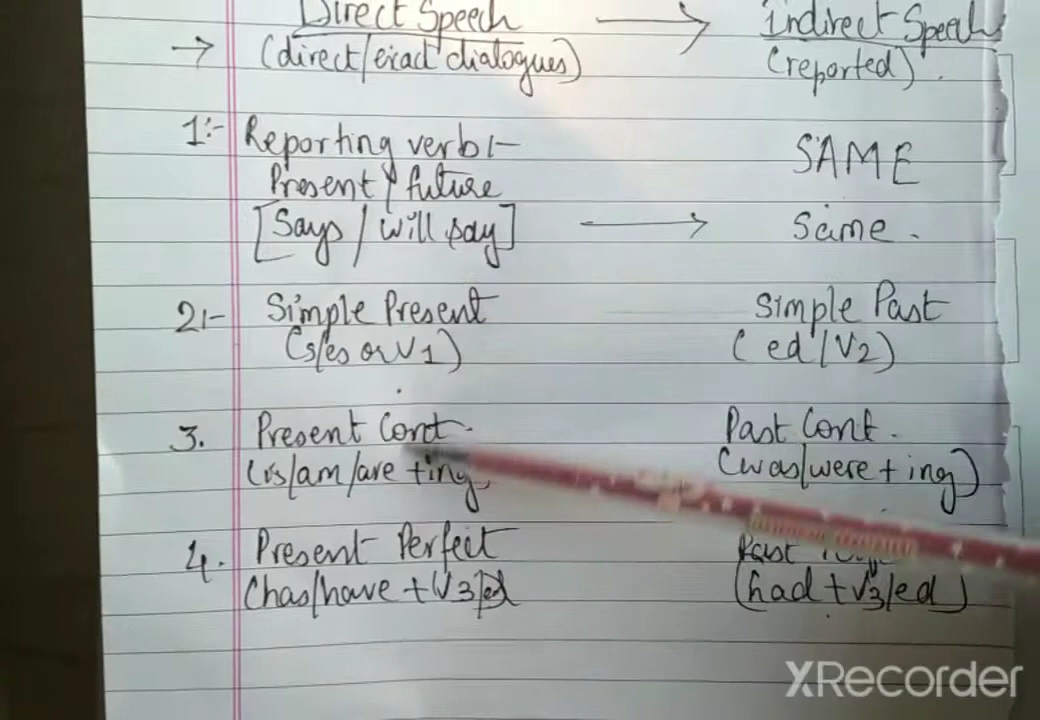 Direct Speech → Indirect Speech
→ (direct/exact dialogues) (reported).
1:- Reporting verb:- SAME
Present / future
[Says / will say] → Same.
2:- Simple Present Simple Past
(s/es or V1) (ed/V2)
3. Present Cont. Past Cont.
(is/am/are + ing (was/were + ing)
4. Present Perfect Past
(has/have + V3/ed (had + V3/ed)
XRecorder